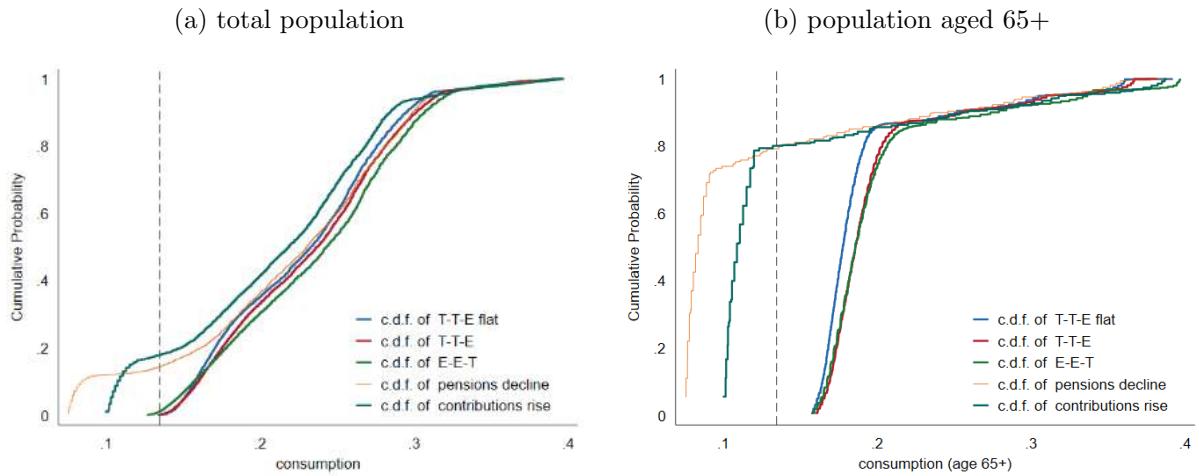 (a) total population
1
.8
.6
.4
.2
0
Cumulative Probability
c.d.f. of T-T-E flat
c.d.f. of T-T-E
c.d.f. of E-E-T
c.d.f. of pensions decline
c.d.f. of contributions rise
.1 .2 .3 .4
consumption
(b) population aged 65+
1
.8
.6
.4
.2
0
Cumulative Probability
c.d.f. of T-T-E flat
c.d.f. of T-T-E
c.d.f. of E-E-T
c.d.f. of pensions decline
c.d.f. of contributions rise
.1 .2 .3 .4
consumption (age 65+)